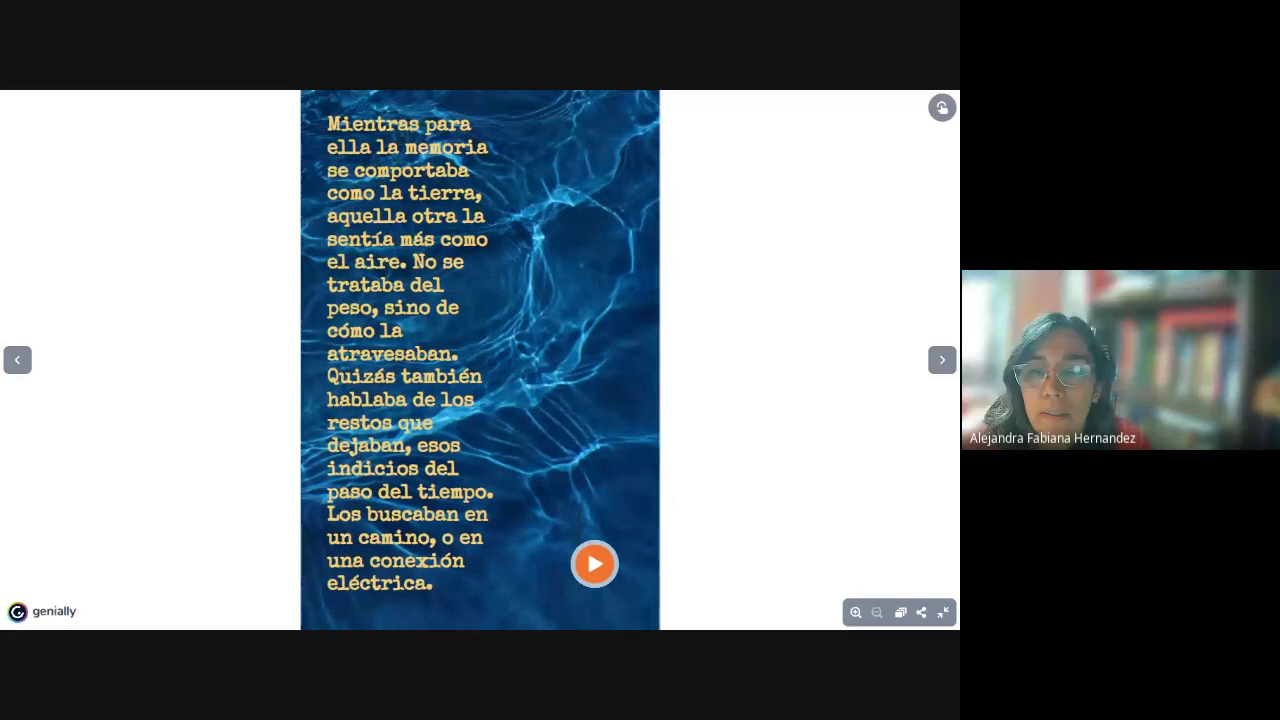 Mientras para
ella la memoria
se comportaba
como la tierra,
aquella otra la
sentía más como
el aire. No se
trataba del
peso, sino de
cómo la
atravesaban.
Quizás también
hablaba de los
restos que
dejaban, esos
indicios del
paso del tiempo.
Los buscaban en
un camino, o en
una conexión
eléctrica.
Alejandra Fabiana Hernandez
genially